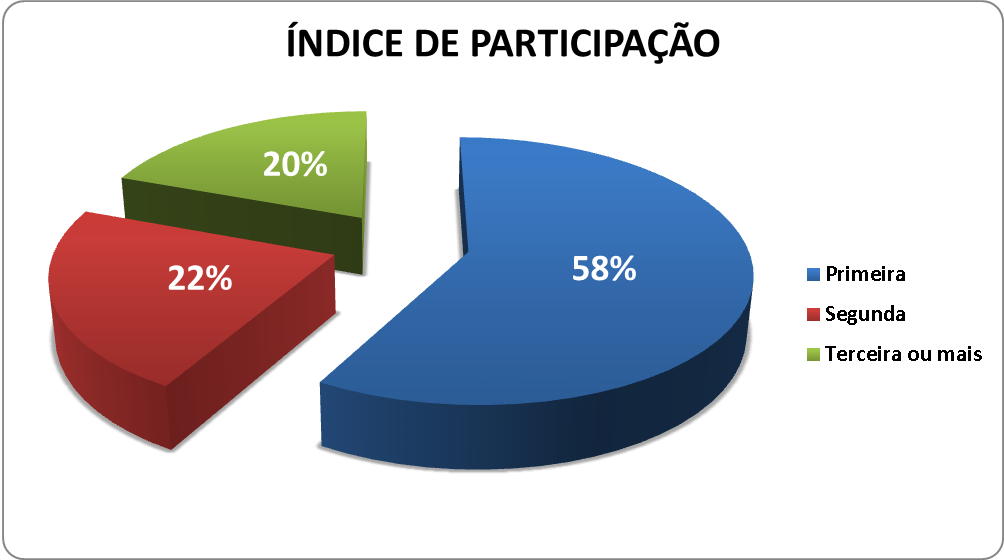 ÍNDICE DE PARTICIPAÇÃO
20%
22%
58%
Primeira
Segunda
Terceira ou mais